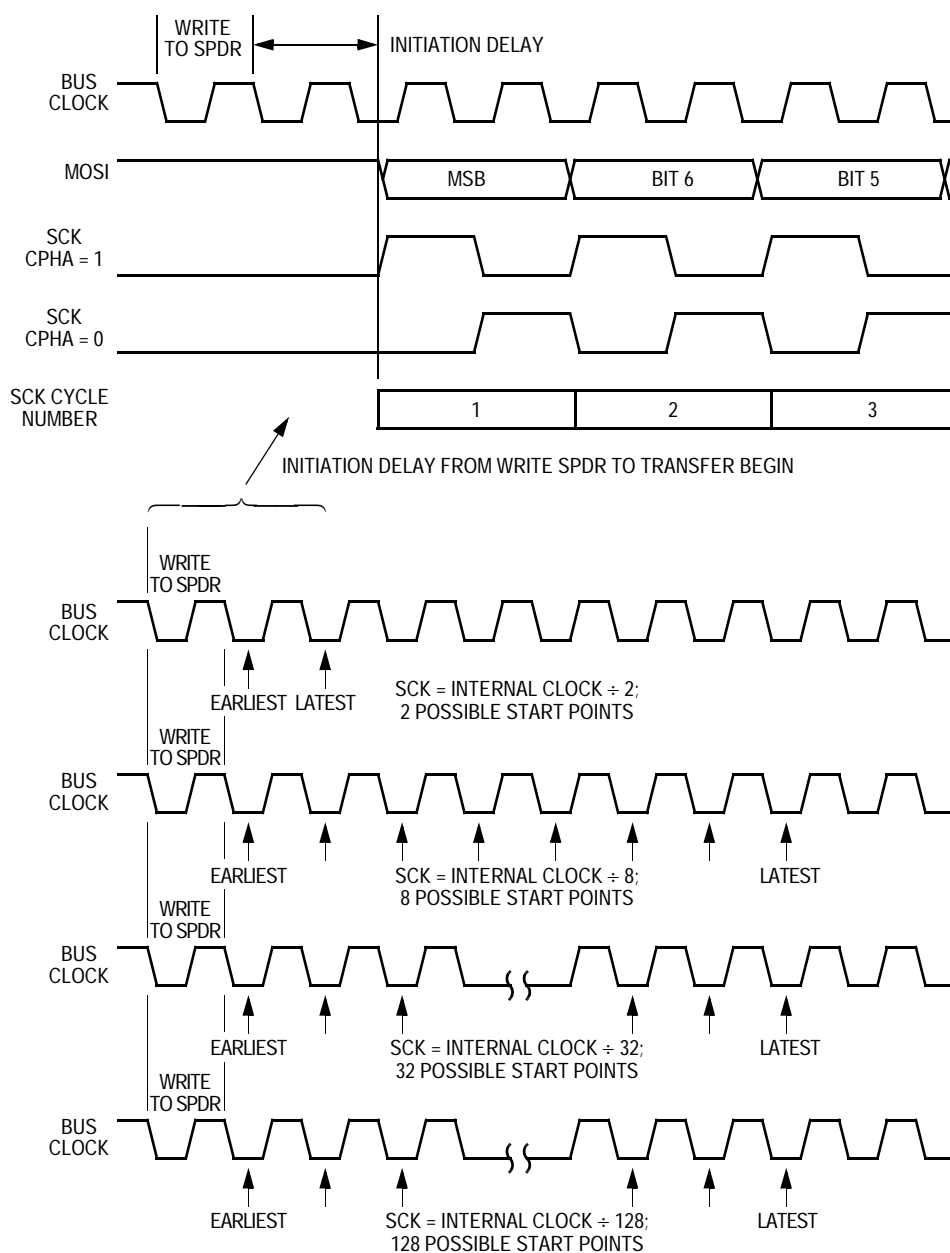 WRITE
TO SPDR
INITIATION DELAY
BUS
CLOCK
MOSI
MSB
BIT 6
BIT 5
SCK
CPHA = 1
SCK
CPHA = 0
SCK CYCLE
NUMBER
1
2
3
INITIATION DELAY FROM WRITE SPDR TO TRANSFER BEGIN
WRITE
TO SPDR
BUS
CLOCK
EARLIEST
LATEST
SCK = INTERNAL CLOCK ÷ 2;
2 POSSIBLE START POINTS
WRITE
TO SPDR
BUS
CLOCK
EARLIEST
SCK = INTERNAL CLOCK ÷ 8;
8 POSSIBLE START POINTS
LATEST
WRITE
TO SPDR
BUS
CLOCK
EARLIEST
SCK = INTERNAL CLOCK ÷ 32;
32 POSSIBLE START POINTS
LATEST
WRITE
TO SPDR
BUS
CLOCK
EARLIEST
SCK = INTERNAL CLOCK ÷ 128;
128 POSSIBLE START POINTS
LATEST